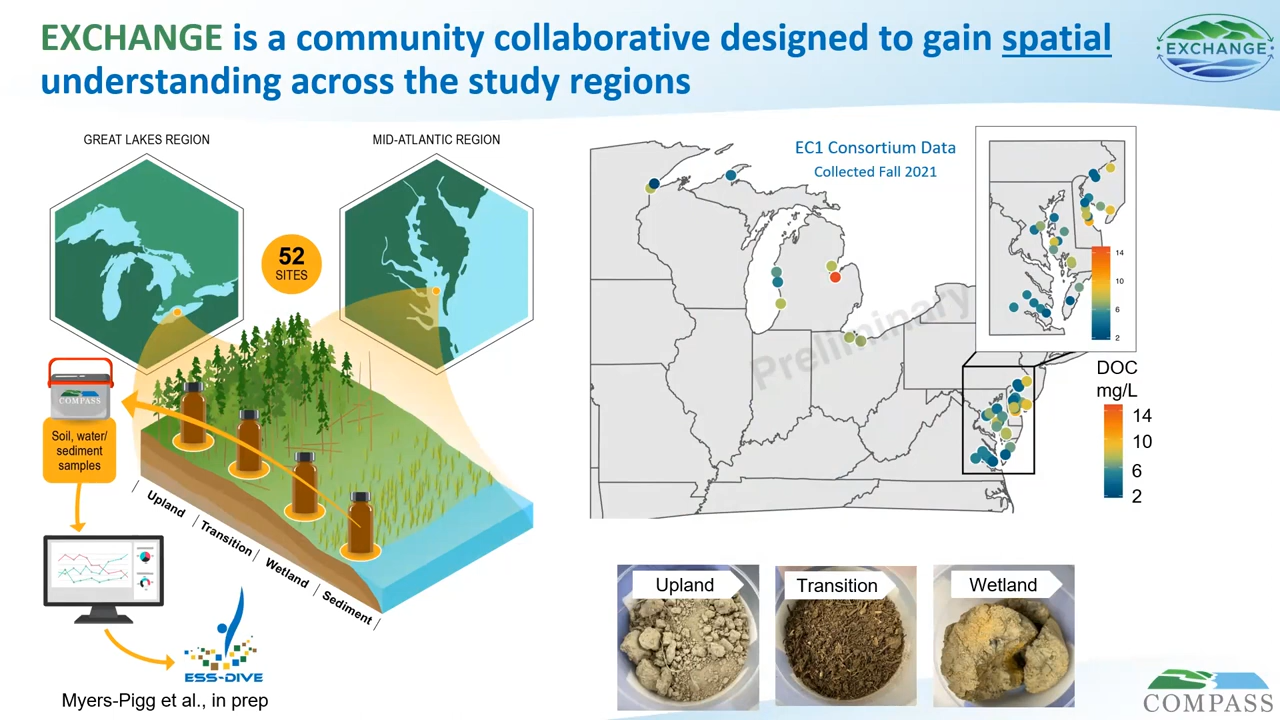 EXCHANGE is a community collaborative designed to gain spatial
understanding across the study regions
EXCHANGE
GREAT LAKES REGION
MID-ATLANTIC REGION
52
SITES
COMPASS
Soil, water/
sediment
samples
Upland
Transition
Wetland
Sediment
ESS-DIVE
Myers-Pigg et al., in prep
EC1 Consortium Data
Collected Fall 2021
Preliminary
14
10
6
2
DOC
mg/L
14
10
6
2
Upland
Transition
Wetland
COMPASS